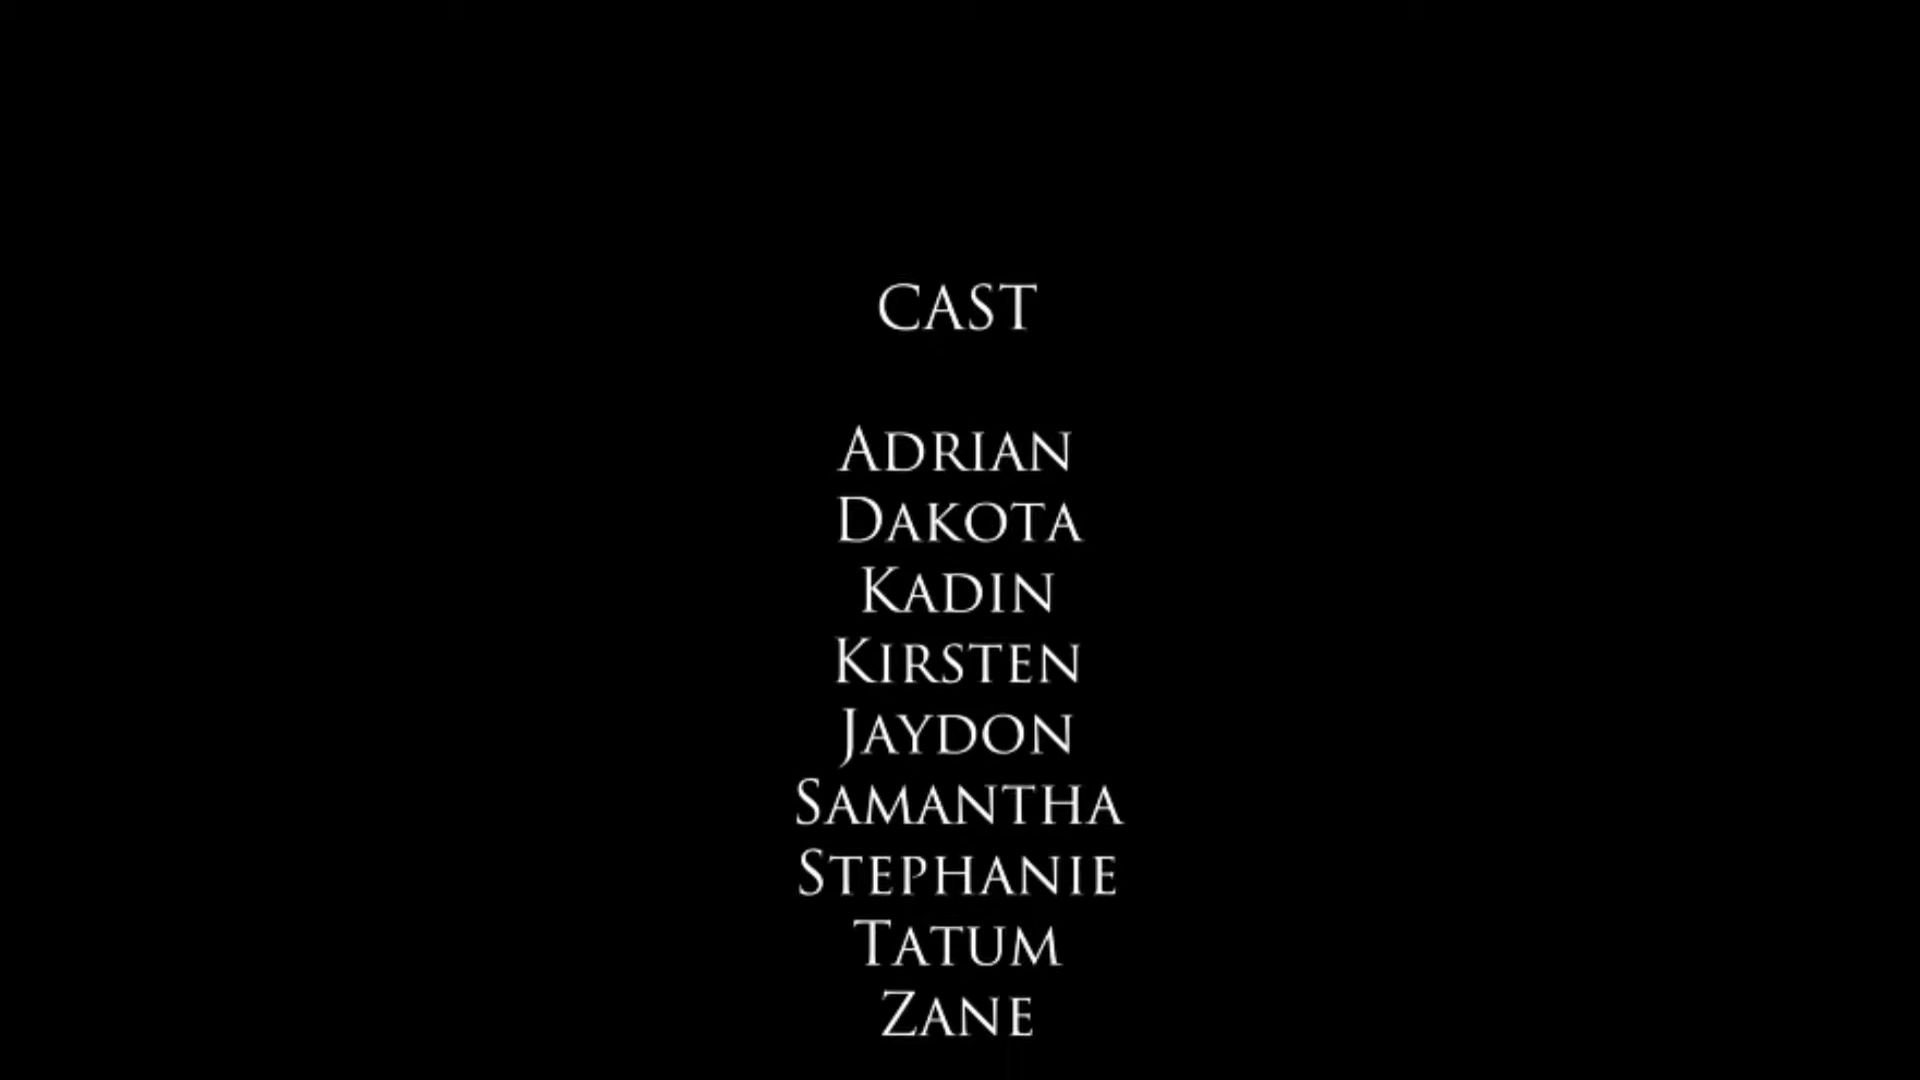 CAST
Adrian
Dakota
Kadin
Kirsten
Jaydon
Samantha
Stephanie
Tatum
Zane